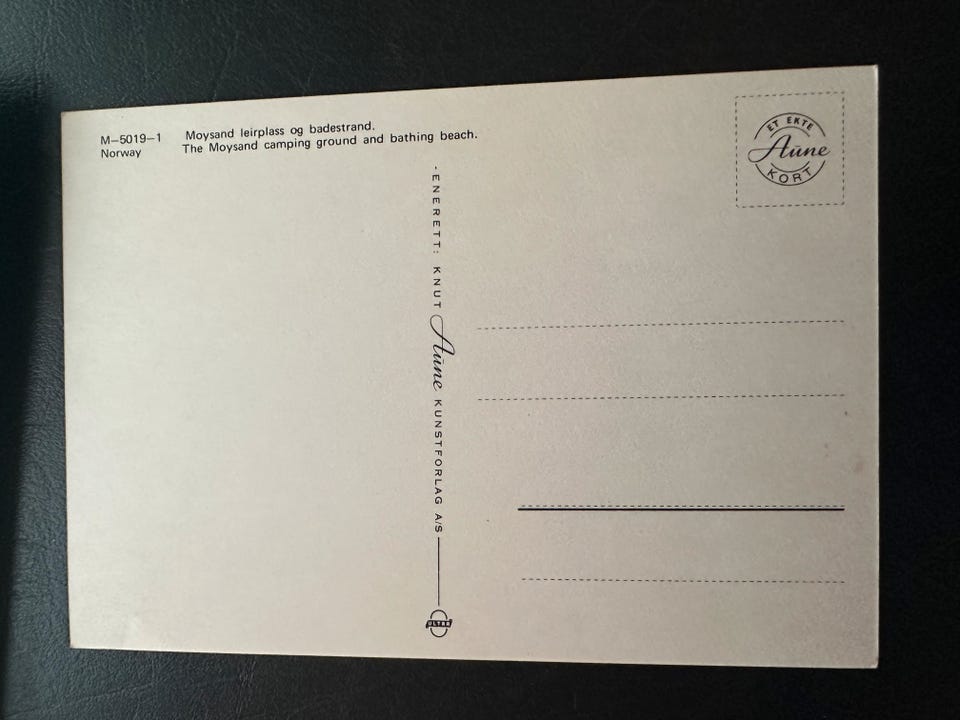 M-5019-1 Moysand leirplass og badestrand.
Norway The Moysand camping ground and bathing beach.
ET EKTE
Aune
KORT
- ENERETT: KNUT Aune KUNSTFORLAG A/S
ULTRA